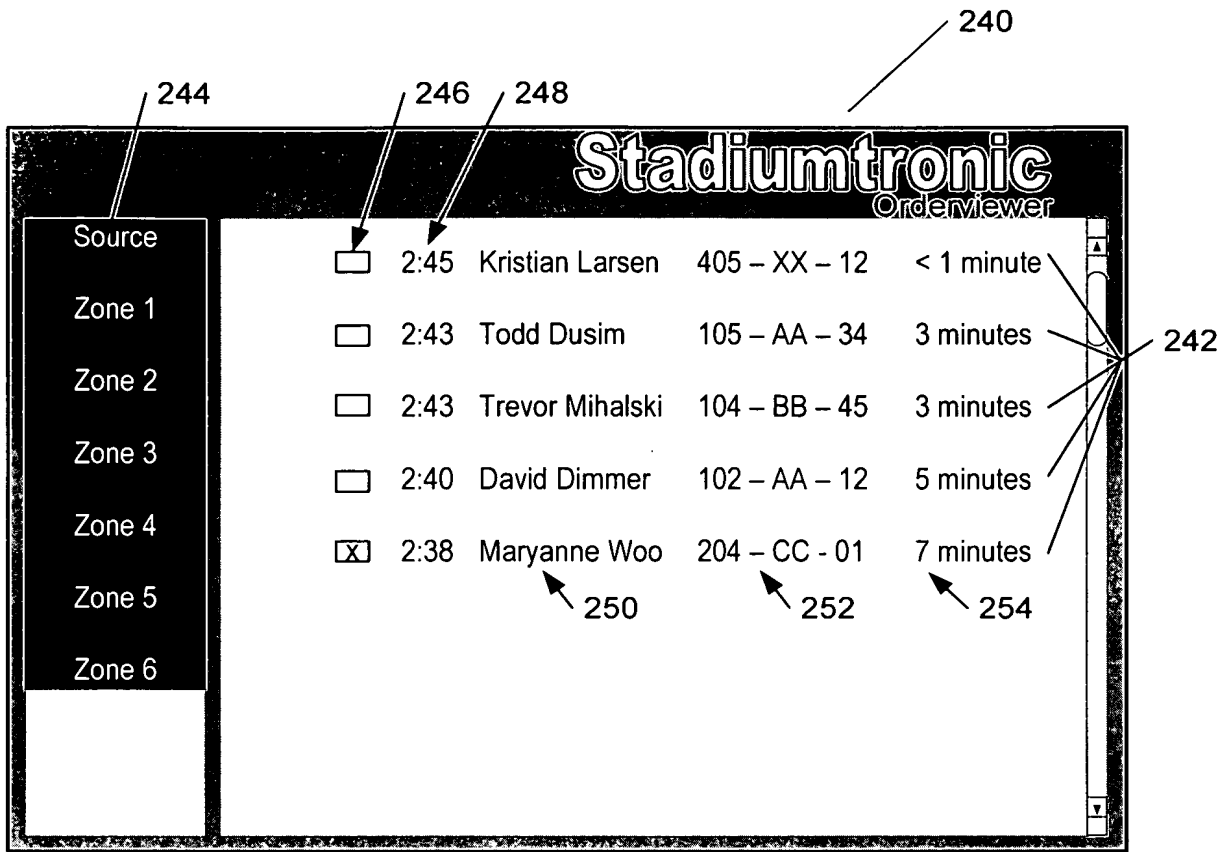 240
244 246 248
Stadiumtronic
Orderviewer
Source
Zone 1
Zone 2
Zone 3
Zone 4
Zone 5
Zone 6
2:45 Kristian Larsen 405 – XX – 12 < 1 minute
2:43 Todd Dusim 105 – AA – 34 3 minutes
2:43 Trevor Mihalski 104 – BB – 45 3 minutes
2:40 David Dimmer 102 – AA – 12 5 minutes
X 2:38 Maryanne Woo 204 – CC - 01 7 minutes
242
250 252 254